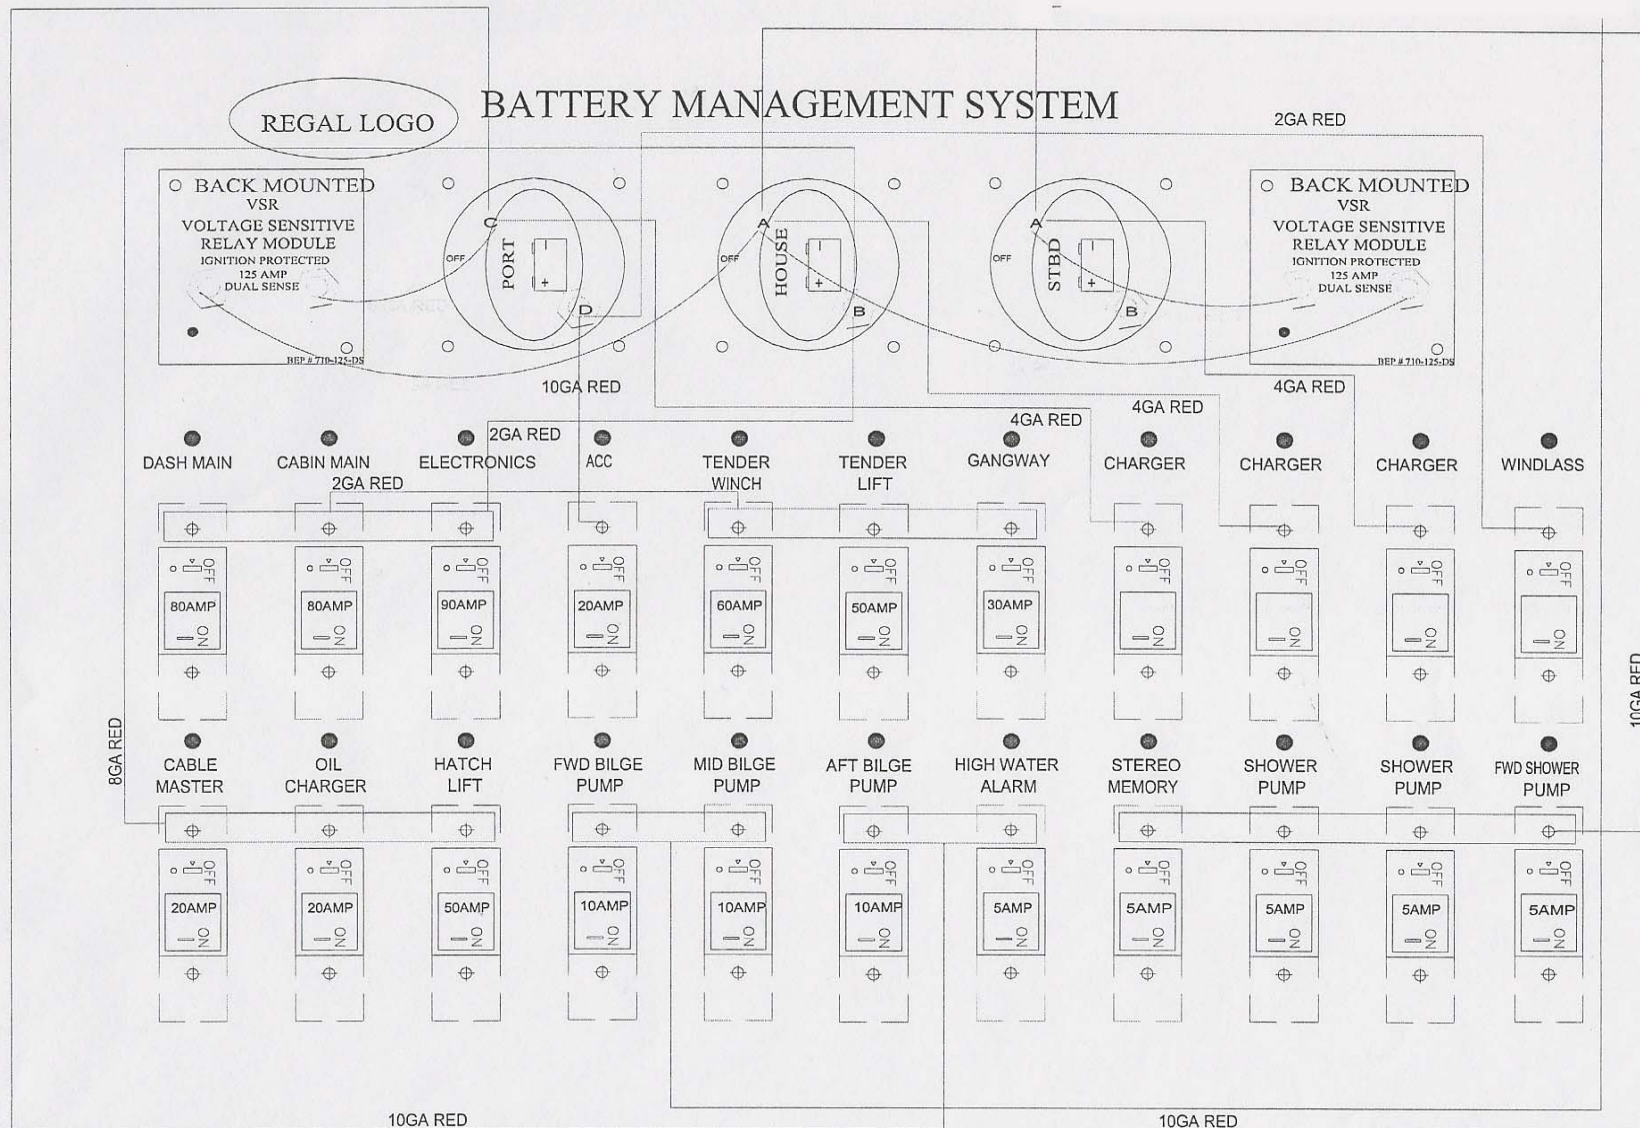 BATTERY MANAGEMENT SYSTEM
REGAL LOGO
2GA RED
BACK MOUNTED
VSR
VOLTAGE SENSITIVE
RELAY MODULE
IGNITION PROTECTED
125 AMP
DUAL SENSE
BEP # 710-125-DS
C
OFF
PORT
- 
+
D
A
OFF
HOUSE
-
+
B
A
OFF
STBD
-
+
B
BACK MOUNTED
VSR
VOLTAGE SENSITIVE
RELAY MODULE
IGNITION PROTECTED
125 AMP
DUAL SENSE
BEP # 710-125-DS
10GA RED
4GA RED
4GA RED
4GA RED
2GA RED
DASH MAIN
CABIN MAIN
ELECTRONICS
ACC
TENDER
WINCH
TENDER
LIFT
GANGWAY
CHARGER
CHARGER
CHARGER
WINDLASS
2GA RED
OFF OFF OFF OFF OFF OFF OFF OFF OFF OFF OFF
80AMP 80AMP 90AMP 20AMP 60AMP 50AMP 30AMP
ON ON ON ON ON ON ON ON ON ON ON
10GA RED
8GA RED
CABLE
MASTER
OIL
CHARGER
HATCH
LIFT
FWD BILGE
PUMP
MID BILGE
PUMP
AFT BILGE
PUMP
HIGH WATER
ALARM
STEREO
MEMORY
SHOWER
PUMP
SHOWER
PUMP
FWD SHOWER
PUMP
OFF OFF OFF OFF OFF OFF OFF OFF OFF OFF OFF
20AMP 20AMP 50AMP 10AMP 10AMP 10AMP 5AMP 5AMP 5AMP 5AMP 5AMP
ON ON ON ON ON ON ON ON ON ON ON
10GA RED
10GA RED